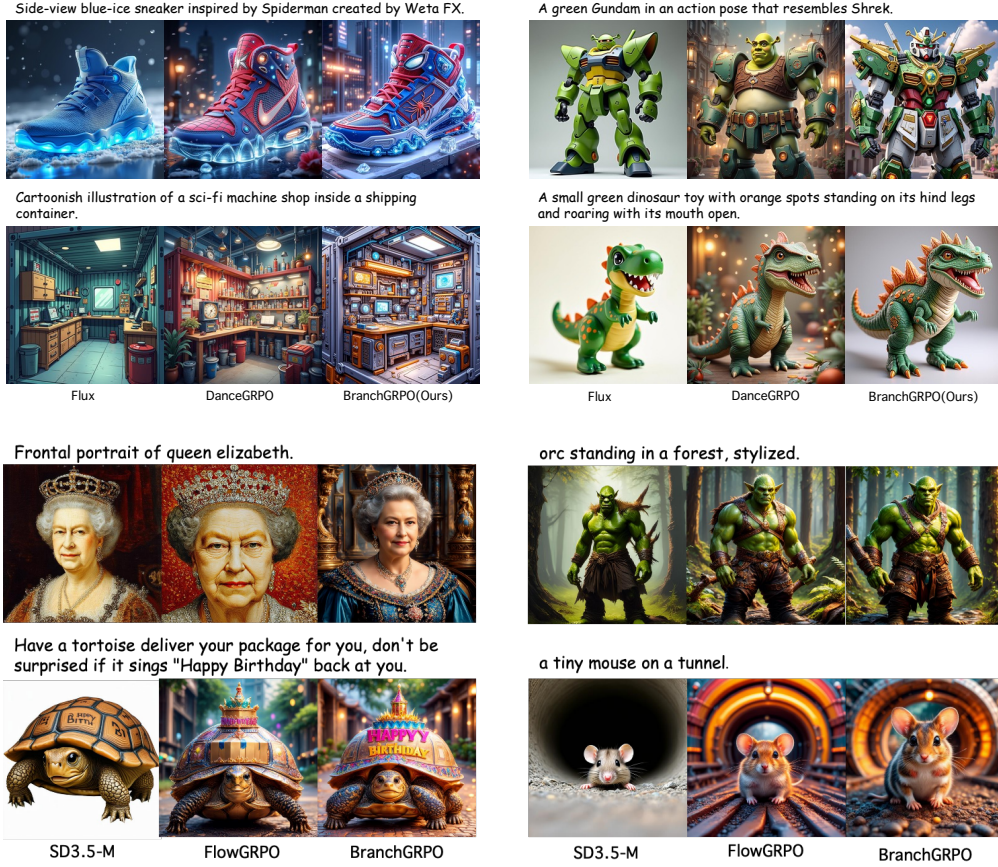 Side-view blue-ice sneaker inspired by Spiderman created by Weta FX.
A green Gundam in an action pose that resembles Shrek.
Cartoonish illustration of a sci-fi machine shop inside a shipping
container.
A small green dinosaur toy with orange spots standing on its hind legs
and roaring with its mouth open.
Flux
DanceGRPO
BranchGRPO(Ours)
Flux
DanceGRPO
BranchGRPO(Ours)
Frontal portrait of queen elizabeth.
orc standing in a forest, stylized.
Have a tortoise deliver your package for you, don't be
surprised if it sings "Happy Birthday" back at you.
a tiny mouse on a tunnel.
HAPPYY
BIRTHDAY
SD3.5-M
FlowGRPO
BranchGRPO
SD3.5-M
FlowGRPO
BranchGRPO